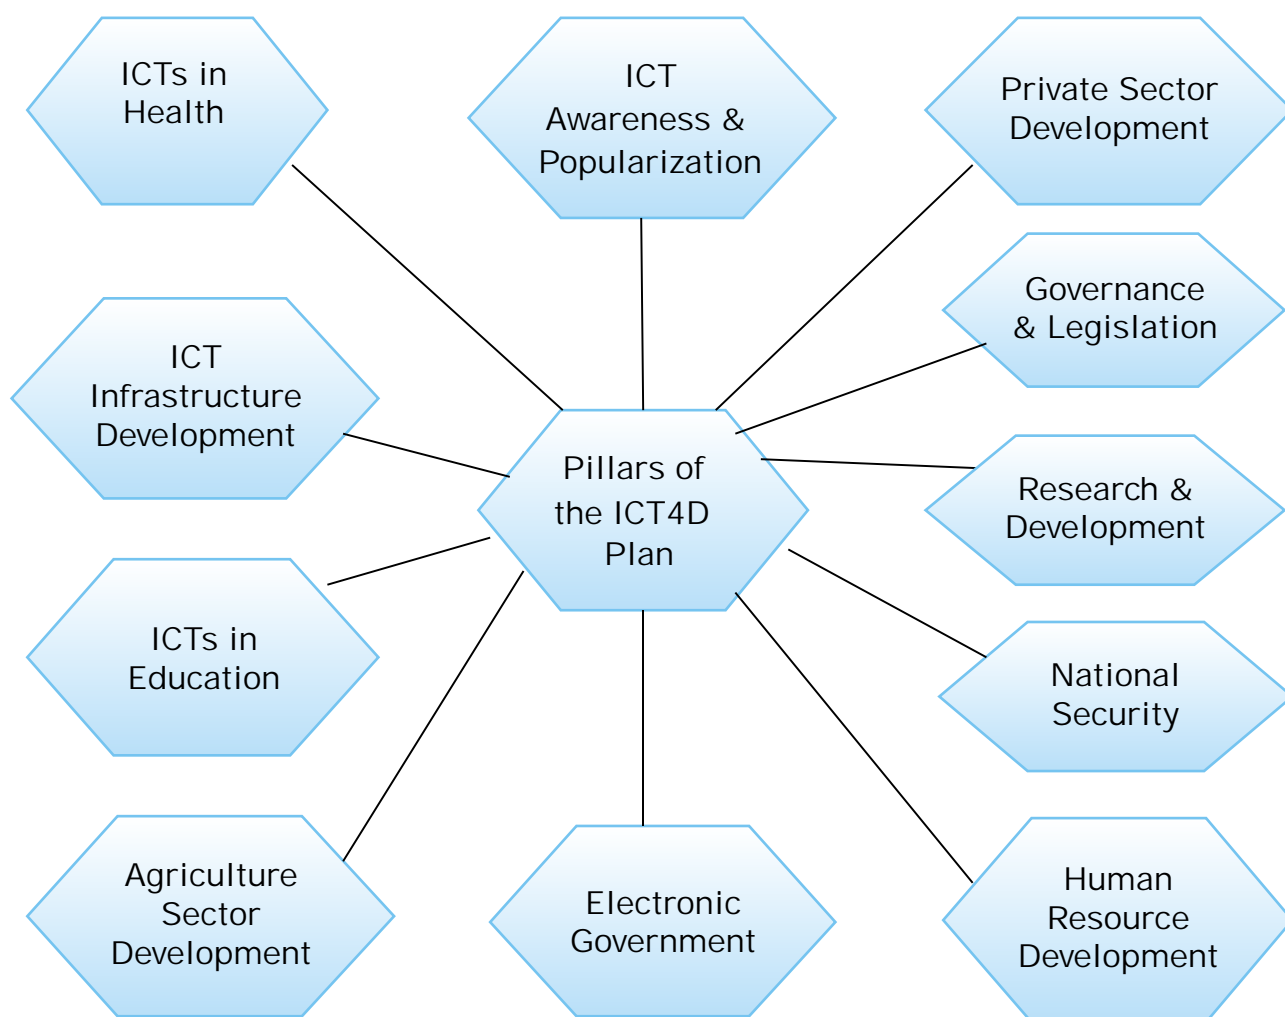 ICTs in
Health
ICT
Awareness &
Popularization
Private Sector
Development
Governance
& Legislation
ICT
Infrastructure
Development
Pillars of
the ICT4D
Plan
Research &
Development
ICTs in
Education
National
Security
Agriculture
Sector
Development
Electronic
Government
Human
Resource
Development